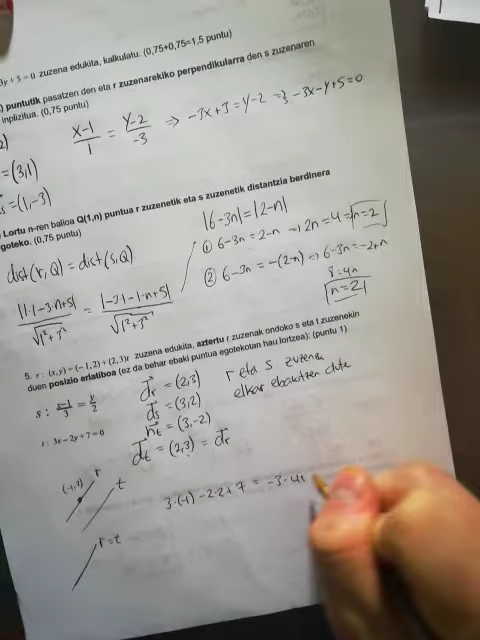 3y + 5 = 0 zuzena edukita, kalkulatu. (0,75+0,75=1,5 puntu)
) puntutik pasatzen den eta r zuzenarekiko perpendikularra den s zuzenaren
inplizitua. (0,75 puntu)
2)
= (3,1)
s = (1,-3)
x-1/1 = y-2/-3 ⇒ -3x+3 = y-2 ⇒ -3x-y+5=0
Lortu n-ren balioa Q(1,n) puntua r zuzenetik eta s zuzenetik distantzia berdinera
egoteko. (0,75 puntu)
dist(r,Q) = dist(s,Q)
|1·1-3·n+5|/√1²+3² = |-3·1-1·n+5|/√1²+3²
|6-3n| = |2-n|
① 6-3n = 2-n ⇒ 2n = 4 ⇒ n=2
② 6-3n = -(2-n) ⇒ 6-3n = -2+n
8=4n
n=2
5. r : (x,y) = (-1,2) + (2,3)t zuzena edukita, aztertu r zuzenak ondoko s eta t zuzenekin
duen posizio erlatiboa (ez da behar ebaki puntua egotekotan hau lortzea): (puntu 1)
s : x-1/3 = y/2
t: 3x - 2y + 7 = 0
dr = (2,3)
ds = (3,2)
nt = (3,-2)
dt = (2,3) = dr
r eta s zuzenak
elkar ebakitzen dute
(-1,2) r t
3·(-1) -2·2 + 7 = -3-4+
r=t